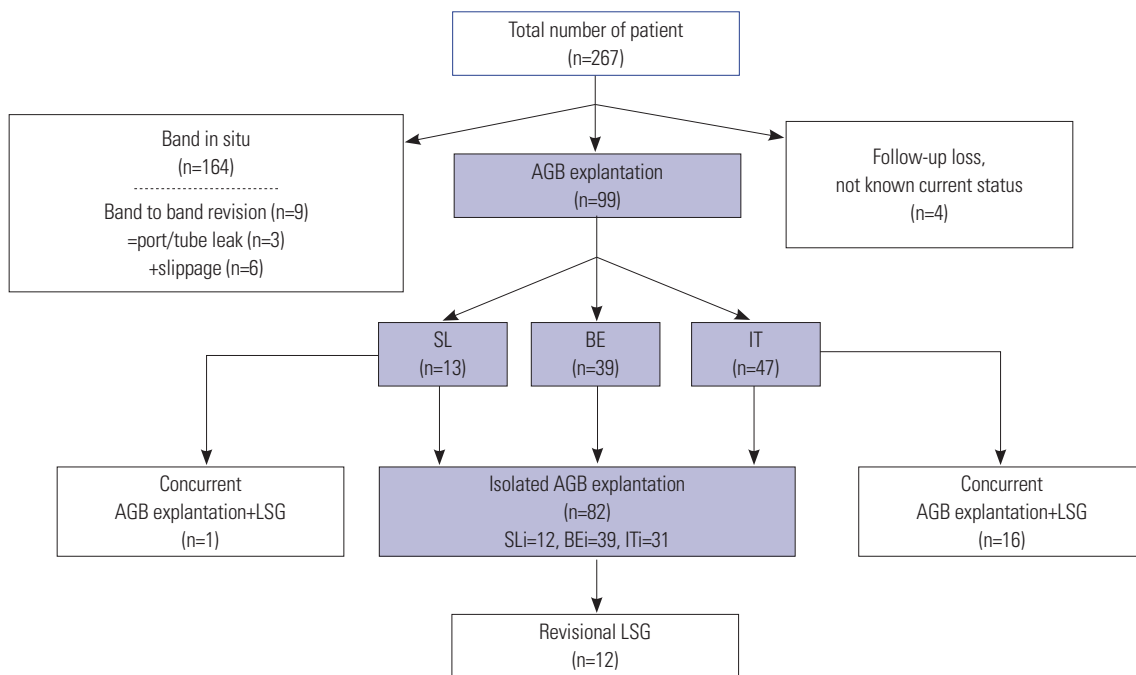 Total number of patient
(n=267)
Band in situ
(n=164)
Band to band revision (n=9)
=port/tube leak (n=3)
+slippage (n=6)
AGB explantation
(n=99)
Follow-up loss,
not known current status
(n=4)
SL
(n=13)
BE
(n=39)
IT
(n=47)
Concurrent
AGB explantation+LSG
(n=1)
Isolated AGB explantation
(n=82)
SLi=12, BEi=39, ITi=31
Concurrent
AGB explantation+LSG
(n=16)
Revisional LSG
(n=12)